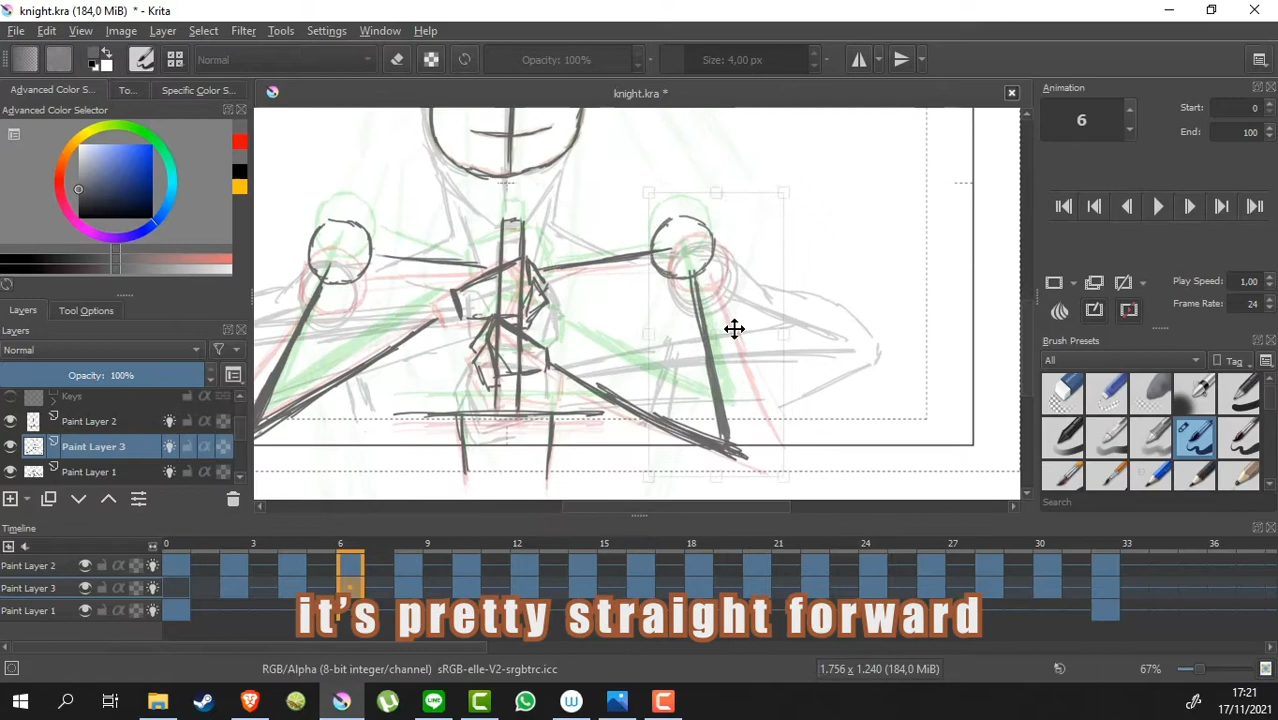 knight.kra (184,0 MiB) * - Krita
File Edit View Image Layer Select Filter Tools Settings Window Help
Normal Opacity: 100% Size: 4,00 px
Advanced Color S... To... Specific Color S...
knight.kra *
Animation
Advanced Color Selector
6
Start: 0
End: 100
Play Speed: 1,00
Frame Rate: 24
Layers Tool Options
Layers
Normal
Opacity: 100%
Keys
Paint Layer 2
Paint Layer 3
Paint Layer 1
Brush Presets
All Tag
Search
Timeline
0 3 6 9 12 15 18 21 24 27 30 33 36
Paint Layer 2
Paint Layer 3
Paint Layer 1
it's pretty straight forward
RGB/Alpha (8-bit integer/channel) sRGB-elle-V2-srgbtrc.icc 1.756 x 1.240 (184,0 MiB) 67%
17:21
17/11/2021